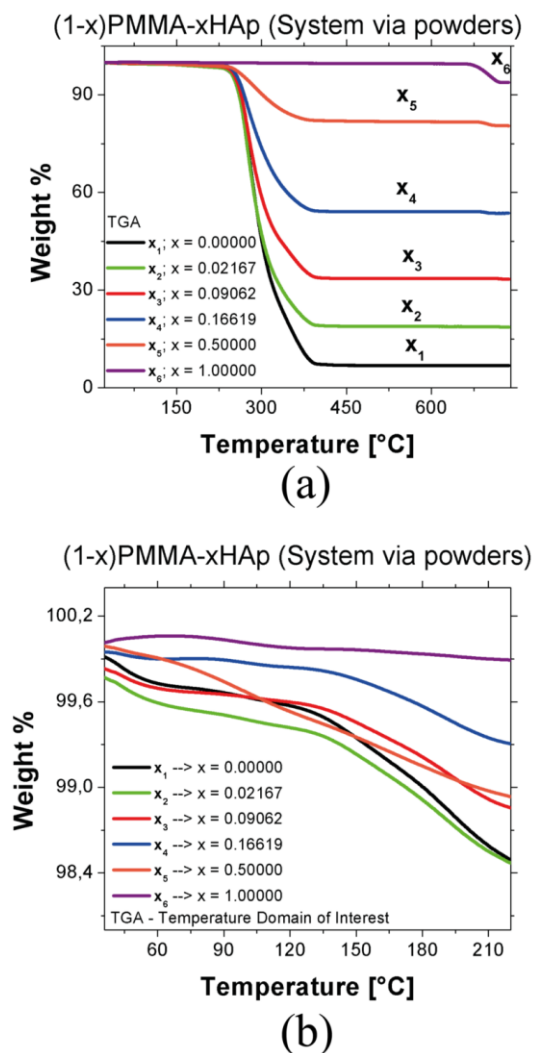 (1-x)PMMA-xHAp (System via powders)
x₆
90
x₅
60
x₄
TGA
x₁; x = 0.00000
x₂; x = 0.02167
x₃; x = 0.09062
x₄; x = 0.16619
x₅; x = 0.50000
x₆; x = 1.00000
x₃
30
x₂
x₁
0
Weight %
150 300 450 600
Temperature [°C]
(a)
(1-x)PMMA-xHAp (System via powders)
100,2
99,6
99,0
98,4
Weight %
x₁ --> x = 0.00000
x₂ --> x = 0.02167
x₃ --> x = 0.09062
x₄ --> x = 0.16619
x₅ --> x = 0.50000
x₆ --> x = 1.00000
TGA - Temperature Domain of Interest
60 90 120 150 180 210
Temperature [°C]
(b)